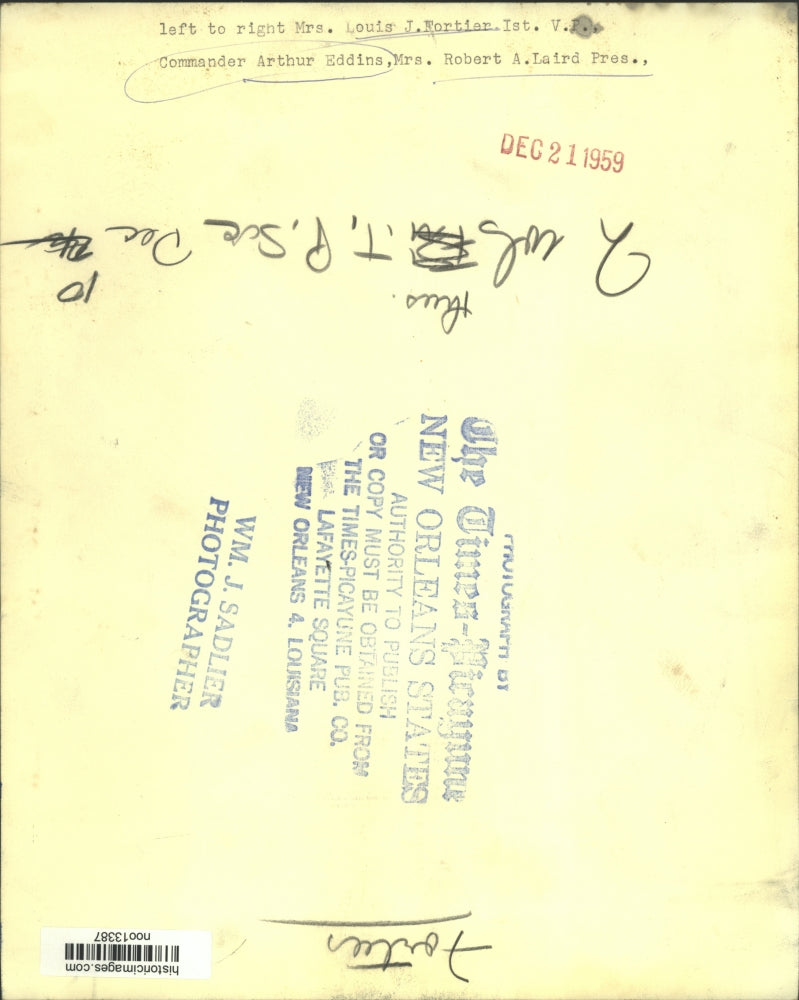 left to right Mrs. Louis J.Fortier.Ist. V.P.,
Commander Arthur Eddins,Mrs. Robert A.Laird Pres.,
DEC 21 1959
2 T.P. Dec
10
PHOTOGRAPH BY
The Times-Picayune
NEW ORLEANS STATES
AUTHORITY TO PUBLISH
OR COPY MUST BE OBTAINED FROM
THE TIMES-PICAYUNE PUB. CO.
LAFAYETTE SQUARE
NEW ORLEANS 4, LOUISIANA
WM. J. SADLIER
PHOTOGRAPHER
historicimages.com
noo13387